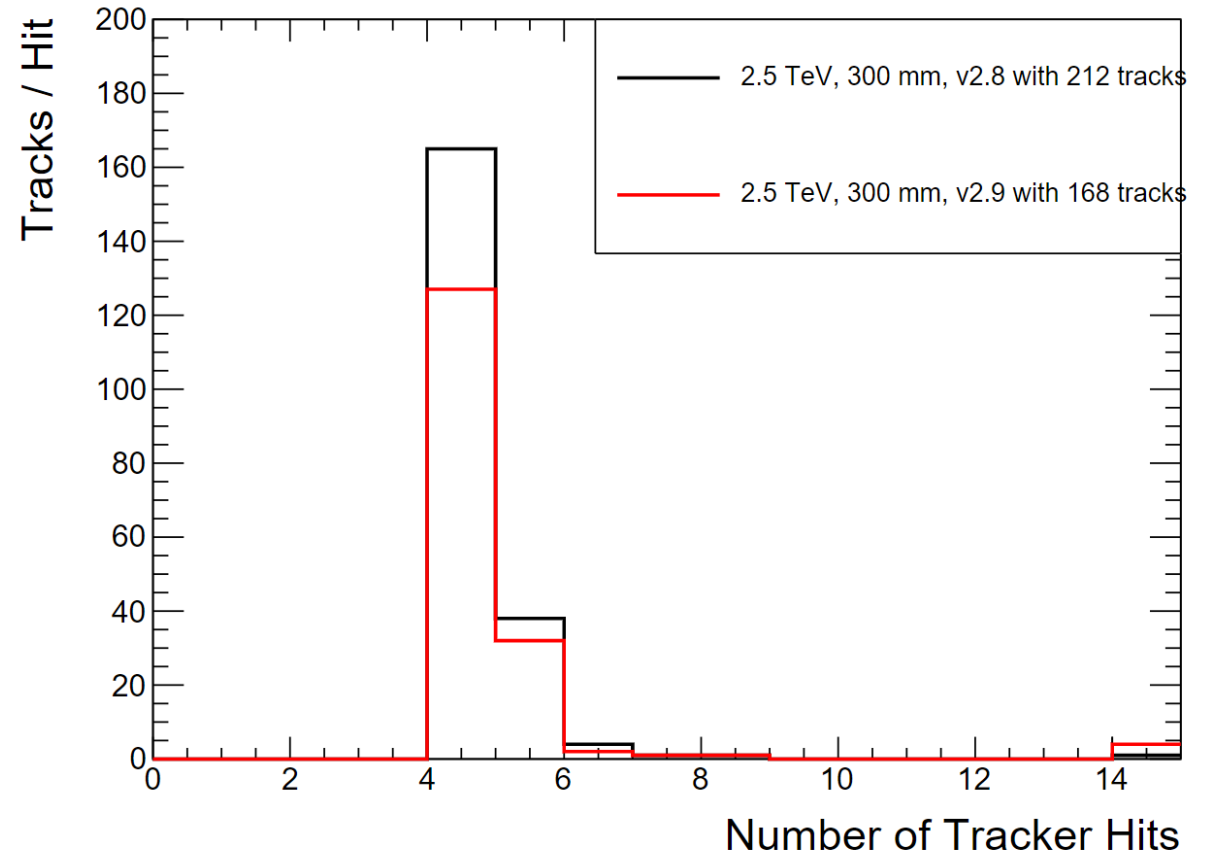 Tracks / Hit
200
180
160
140
120
100
80
60
40
20
0
2.5 TeV, 300 mm, v2.8 with 212 tracks
2.5 TeV, 300 mm, v2.9 with 168 tracks
0 2 4 6 8 10 12 14
Number of Tracker Hits